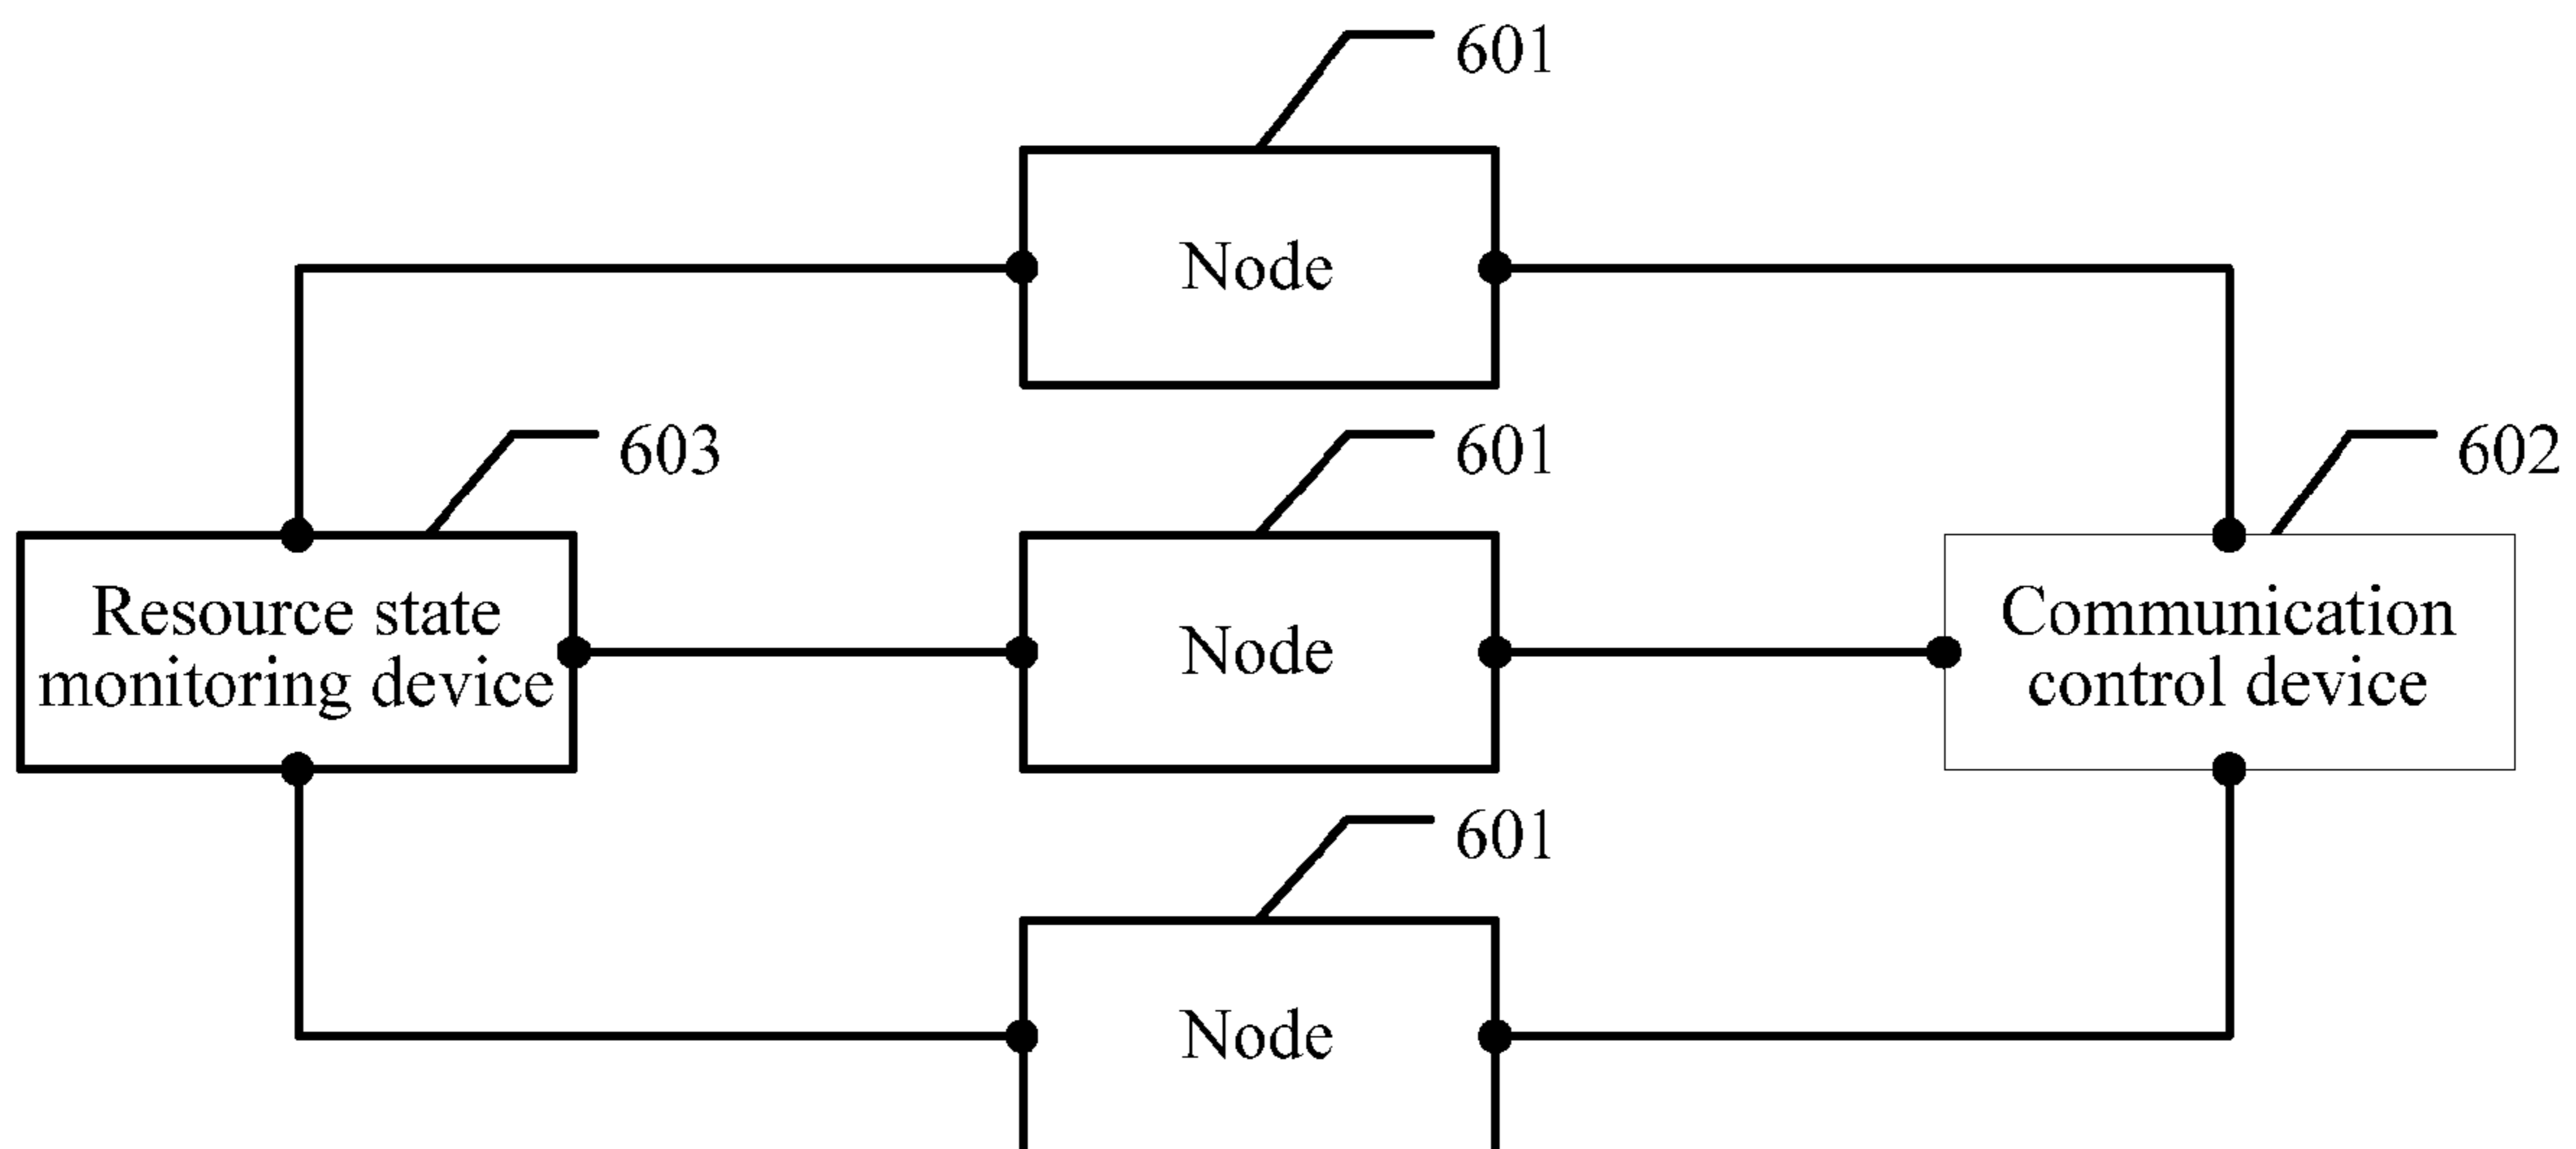 601
Node
603
601
602
Resource state
monitoring device
Node
Communication
control device
601
Node